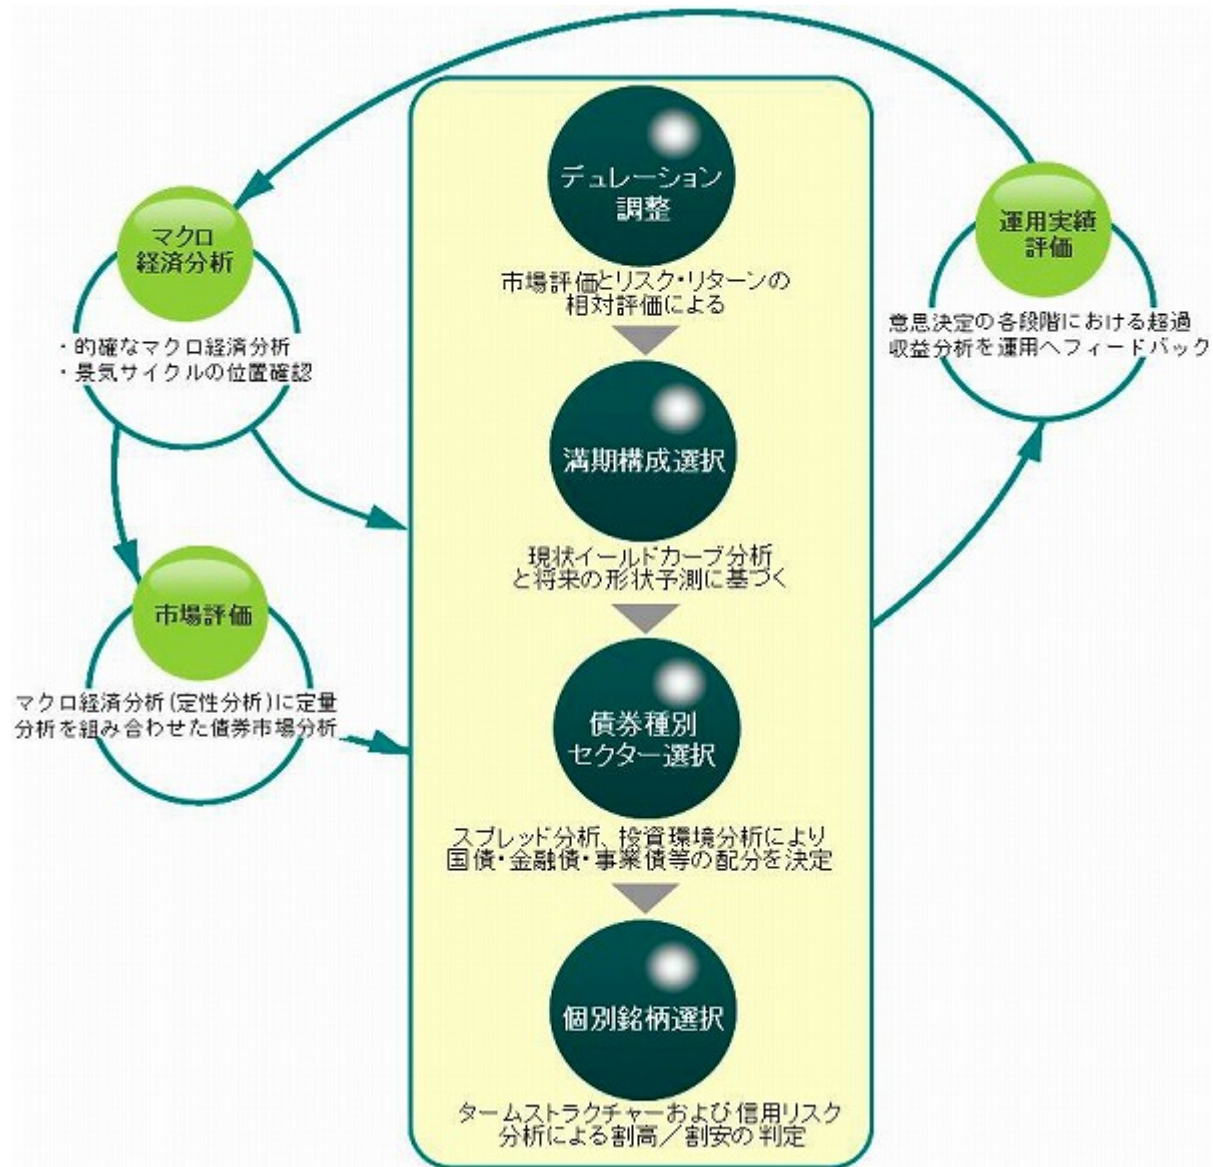 マクロ
経済分析
・的確なマクロ経済分析
・景気サイクルの位置確認
市場評価
マクロ経済分析(定性分析)に定量
分析を組み合わせた債券市場分析
デュレーション
調整
市場評価とリスク・リターンの
相対評価による
満期構成選択
現状イールドカーブ分析
と将来の形状予測に基づく
債券種別
セクター選択
スプレッド分析、投資環境分析により
国債・金融債・事業債等の配分を決定
個別銘柄選択
タームストラクチャーおよび信用リスク
分析による割高／割安の判定
運用実績
評価
意思決定の各段階における超過
収益分析を運用へフィードバック